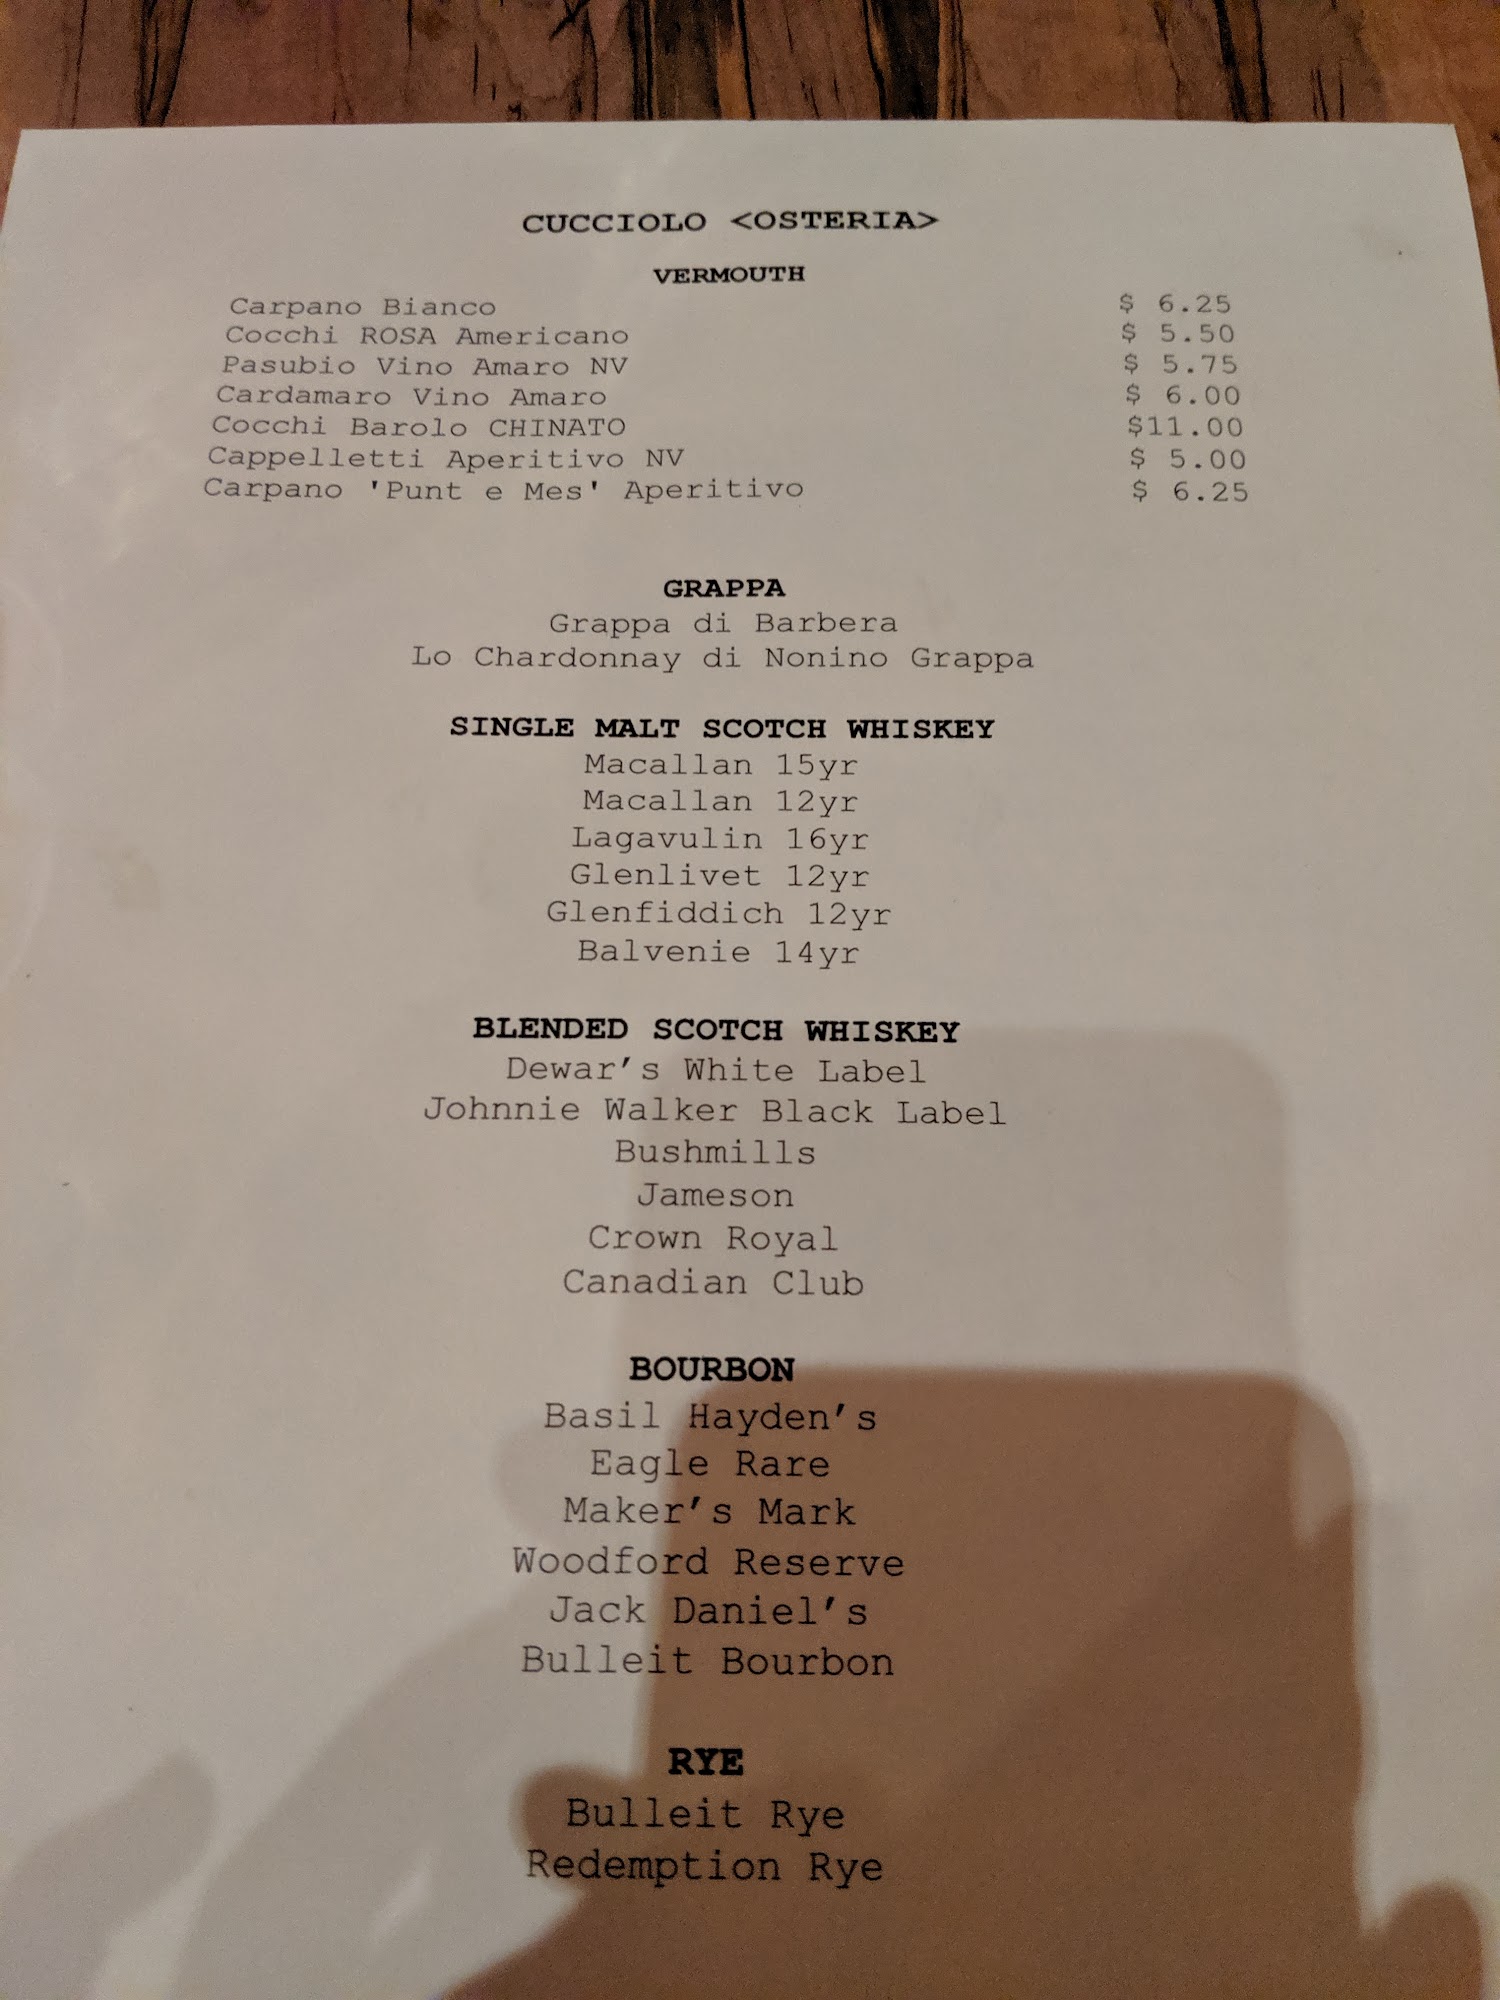 CUCCIOLO <OSTERIA>
VERMOUTH
Carpano Bianco $ 6.25
Cocchi ROSA Americano $ 5.50
Pasubio Vino Amaro NV $ 5.75
Cardamaro Vino Amaro $ 6.00
Cocchi Barolo CHINATO $11.00
Cappelletti Aperitivo NV $ 5.00
Carpano 'Punt e Mes' Aperitivo $ 6.25
GRAPPA
Grappa di Barbera
Lo Chardonnay di Nonino Grappa
SINGLE MALT SCOTCH WHISKEY
Macallan 15yr
Macallan 12yr
Lagavulin 16yr
Glenlivet 12yr
Glenfiddich 12yr
Balvenie 14yr
BLENDED SCOTCH WHISKEY
Dewar’s White Label
Johnnie Walker Black Label
Bushmills
Jameson
Crown Royal
Canadian Club
BOURBON
Basil Hayden’s
Eagle Rare
Maker’s Mark
Woodford Reserve
Jack Daniel’s
Bulleit Bourbon
RYE
Bulleit Rye
Redemption Rye